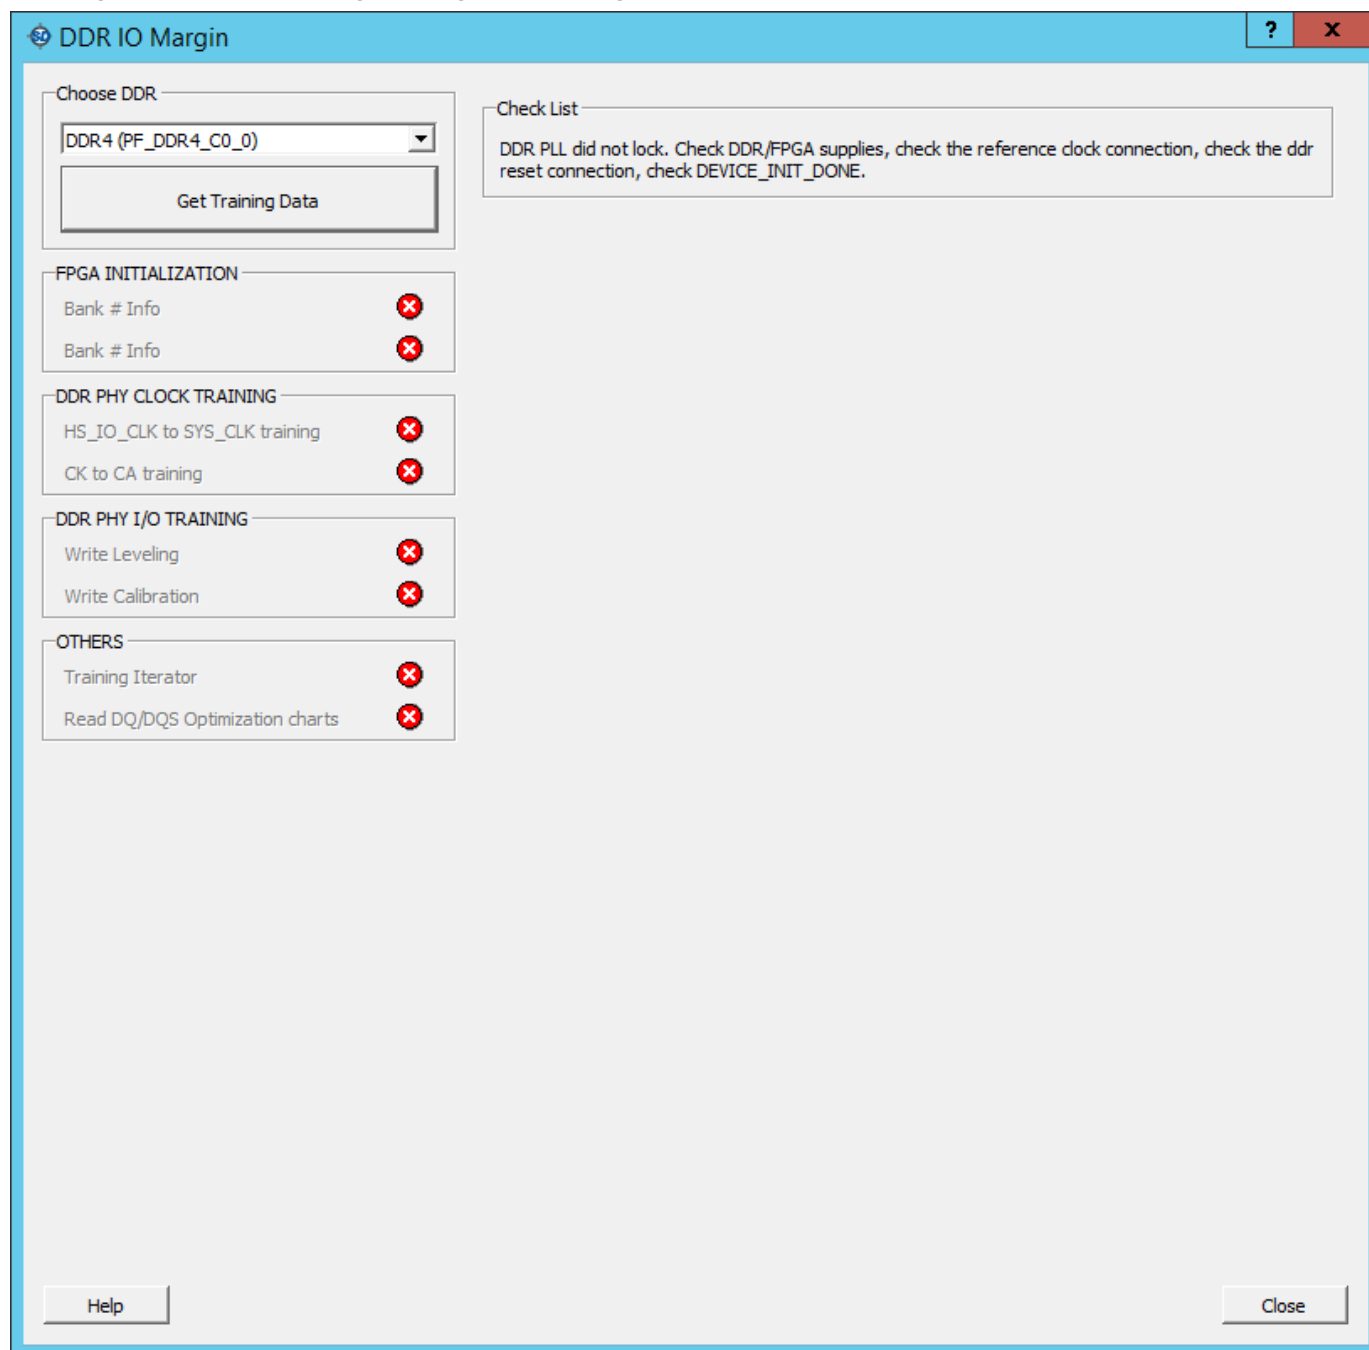 DDR IO Margin
?
x
Choose DDR
DDR4 (PF_DDR4_C0_0)
Get Training Data
Check List
DDR PLL did not lock. Check DDR/FPGA supplies, check the reference clock connection, check the ddr
reset connection, check DEVICE_INIT_DONE.
FPGA INITIALIZATION
Bank # Info
Bank # Info
DDR PHY CLOCK TRAINING
HS_IO_CLK to SYS_CLK training
CK to CA training
DDR PHY I/O TRAINING
Write Leveling
Write Calibration
OTHERS
Training Iterator
Read DQ/DQS Optimization charts
Help
Close